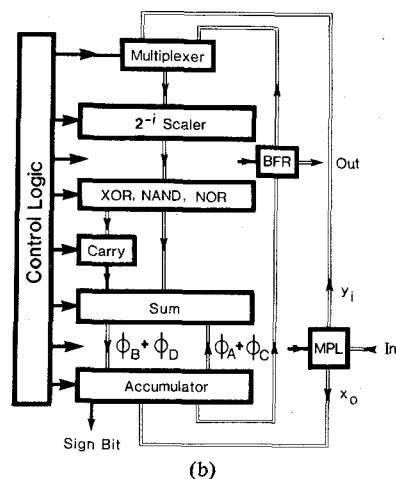 Control Logic
Multiplexer
2⁻ⁱ Scaler
BFR
Out
XOR, NAND, NOR
Carry
Sum
yᵢ
ϕB + ϕD
ϕA + ϕC
MPL
In
Accumulator
x₀
Sign Bit
(b)